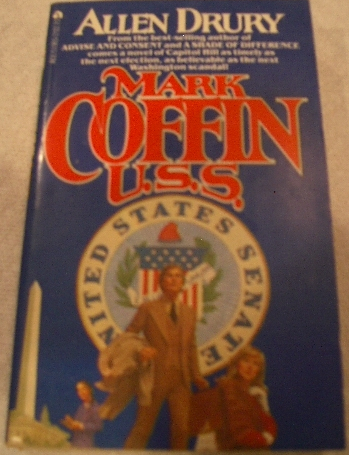 ALLEN DRURY
From the best-selling author of
ADVISE AND CONSENT and A SHADE OF DIFFERENCE
comes a novel of Capitol Hill as timely as
the next election, as believable as the next
Washington scandal!
MARK
COFFIN
U.S.S.
UNITED STATES SENATE